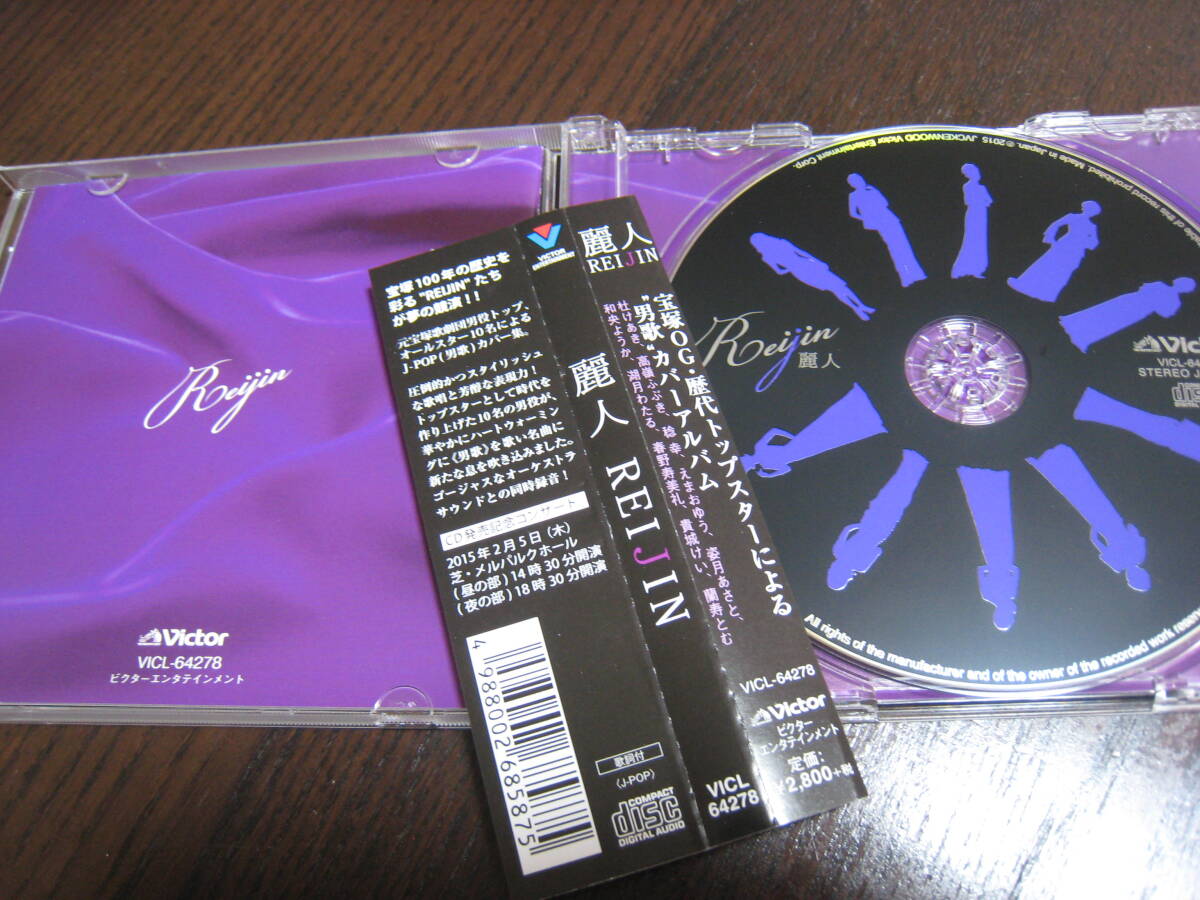 Reijin
Victor
VICL-64278
ビクターエンタテインメント
宝塚100年の歴史を
彩る"REIJIN"たち
が夢の競演！！
元宝塚歌劇団男役トップ
オールスター10名による
J-POP(男歌)カバー集。
圧倒的かつスタイリッシュ
な歌唱と芳醇な表現力！
トップスターとして時代を
作り上げた10名の男役が、
華やかにハートウォーミン
グに《男歌》を歌い名曲に
新たな息を吹き込みました。
ゴージャスなオーケストラ
サウンドとの同時録音！
CD発売記念コンサート
2015年2月5日(木)
芝・メルパルクホール
(昼の部)14時30分開演
(夜の部)18時30分開演
4 988002 685875
VICTOR
ENTERTAINMENT
麗人 REIJIN
歌詞付
〈J-POP〉
COMPACT
disc
DIGITAL AUDIO
VICL
64278
麗人
REIJIN
宝塚OG・歴代トップスターによる
"男歌"カバーアルバム
杜けあき、高嶺ふぶき、稔 幸、えまおゆう、姿月あさと、
和央ようか、湖月わたる、春野寿美礼、貴城けい、蘭寿とむ
VICL-64278
Victor
ビクター
エンタテインメント
定価：
¥2,800+税
Reijin
麗人
Victor
STEREO
disc
of this record prohibited. Made in Japan. ℗ 2015 JVCKENWOOD Victor Entertainment Corp.
All rights of the manufacturer and of the owner of the recorded work